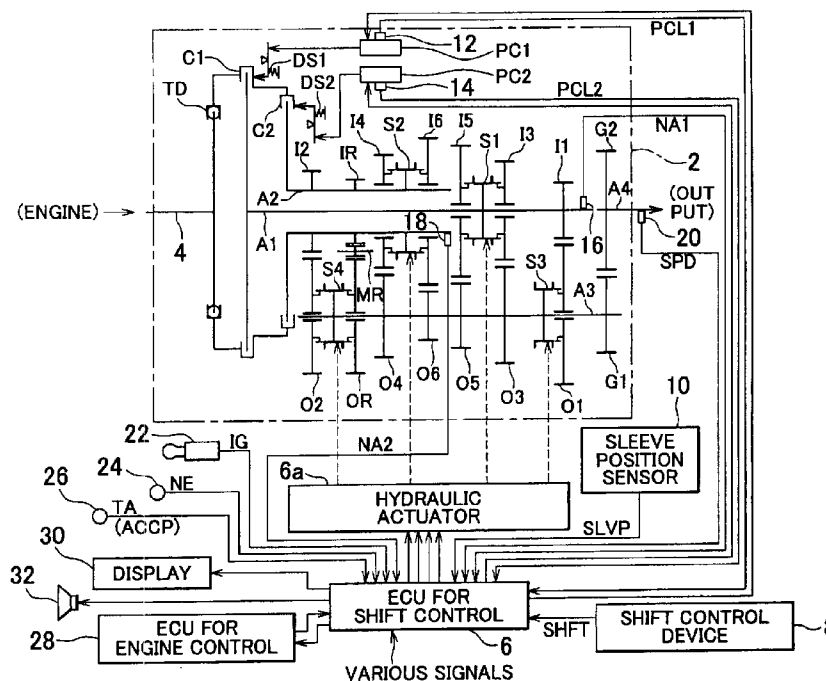 PCL1
C1
DS1
12
PC1
PC2
TD
DS2
14
PCL2
C2
NA1
I4
S2
I6
I5
S1
I3
I1
G2
I2
IR
2
A2
A4
(ENGINE)
(OUT
PUT)
4
A1
18
16
20
SPD
S4
MR
S3
A3
O2
OR
O4
O6
O5
O3
O1
G1
10
22
IG
NA2
SLEEVE
POSITION
SENSOR
24
NE
6a
26
TA
(ACCP)
HYDRAULIC
ACTUATOR
SLVP
30
DISPLAY
32
ECU FOR
SHIFT CONTROL
28
ECU FOR
ENGINE CONTROL
6
SHFT
SHIFT CONTROL
DEVICE
VARIOUS SIGNALS